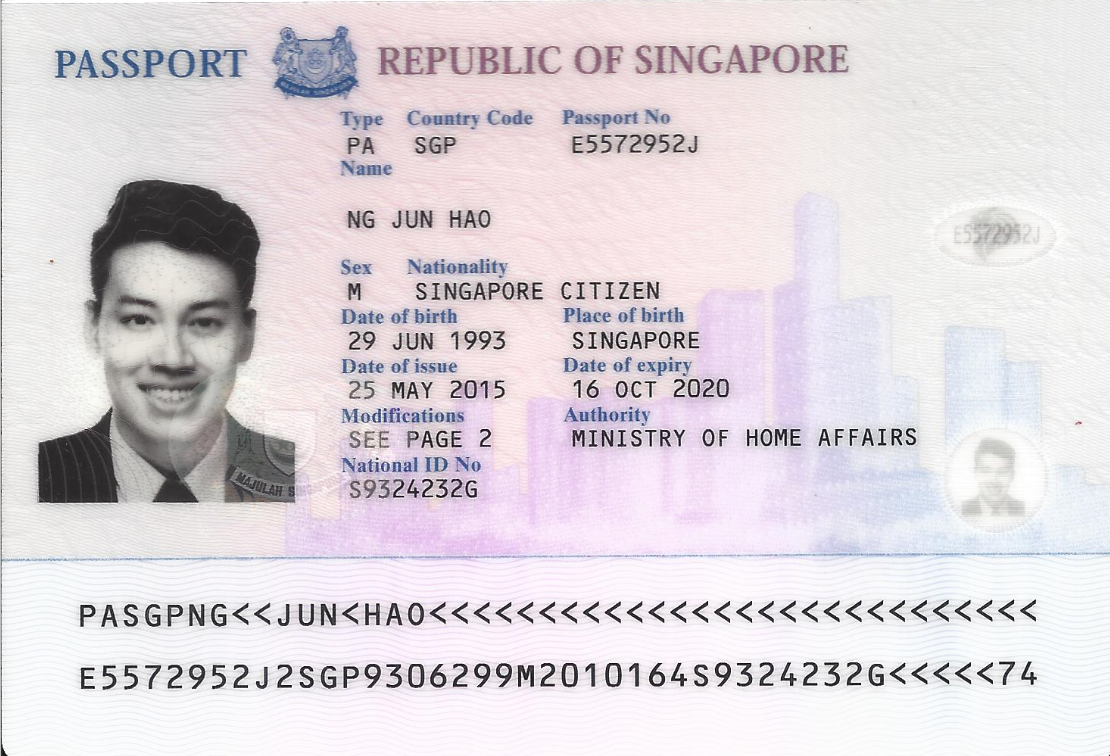 PASSPORT REPUBLIC OF SINGAPORE
Type Country Code Passport No
PA SGP E5572952J
Name
NG JUN HAO
E5572952J
Sex Nationality
M SINGAPORE CITIZEN
Date of birth Place of birth
29 JUN 1993 SINGAPORE
Date of issue Date of expiry
25 MAY 2015 16 OCT 2020
Modifications Authority
SEE PAGE 2 MINISTRY OF HOME AFFAIRS
National ID No
MAJULAH
S9324232G
PASGPNG<<JUN<HAO<<<<<<<<<<<<<<<<<<<<<<<<<<<<
E5572952J2SGP9306299M2010164S9324232G<<<<<74